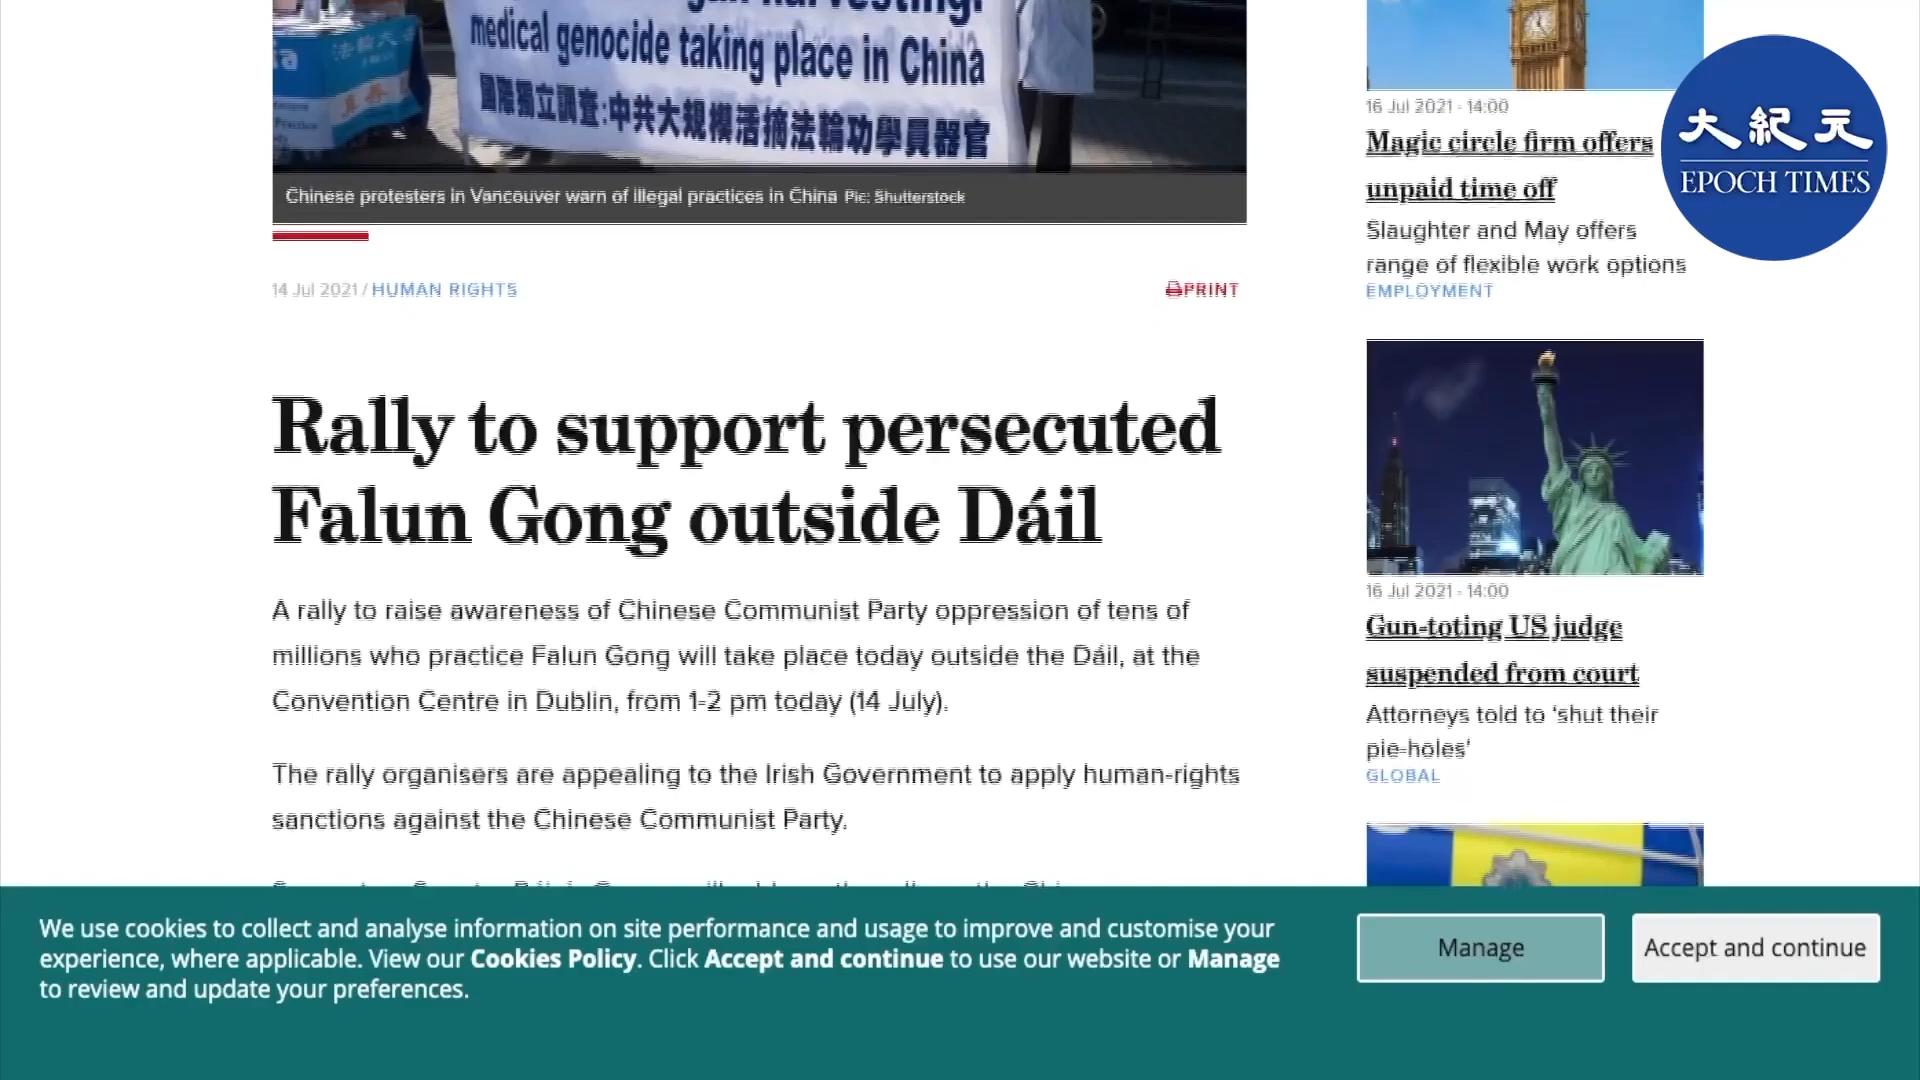 medical genocide taking place in China
國際獨立調查:中共大規模活摘法輪功學員器官
Chinese protesters in Vancouver warn of illegal practices in China Pic: Shutterstock
14 Jul 2021 / HUMAN RIGHTS
PRINT
Rally to support persecuted
Falun Gong outside Dáil
A rally to raise awareness of Chinese Communist Party oppression of tens of
millions who practice Falun Gong will take place today outside the Dáil, at the
Convention Centre in Dublin, from 1-2 pm today (14 July).
The rally organisers are appealing to the Irish Government to apply human-rights
sanctions against the Chinese Communist Party.
16 Jul 2021 - 14:00
Magic circle firm offers
unpaid time off
Slaughter and May offers
range of flexible work options
EMPLOYMENT
16 Jul 2021 - 14:00
Gun-toting US judge
suspended from court
Attorneys told to 'shut their
pie-holes'
GLOBAL
大紀元
EPOCH TIMES
We use cookies to collect and analyse information on site performance and usage to improve and customise your
experience, where applicable. View our Cookies Policy. Click Accept and continue to use our website or Manage
to review and update your preferences.
Manage
Accept and continue